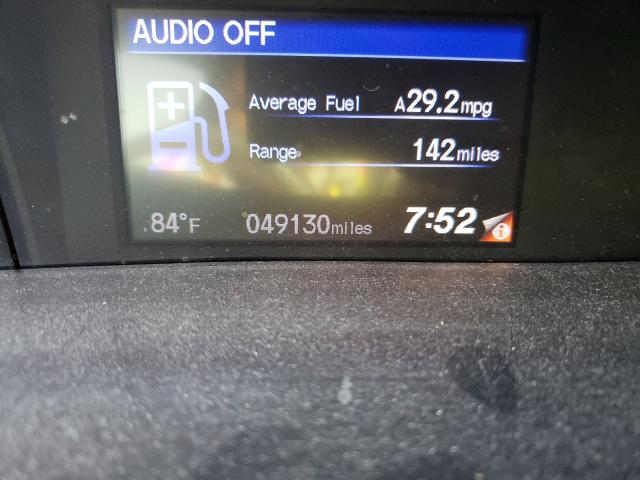 AUDIO OFF
Average Fuel A29.2mpg
Range 142miles
84°F 049130miles 7:52 i